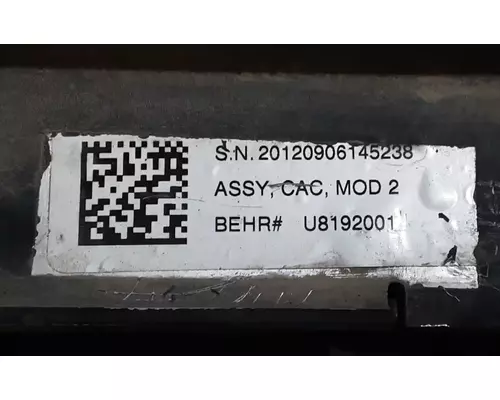 S.N. 20120906145238
ASSY, CAC, MOD 2
BEHR# U8192001